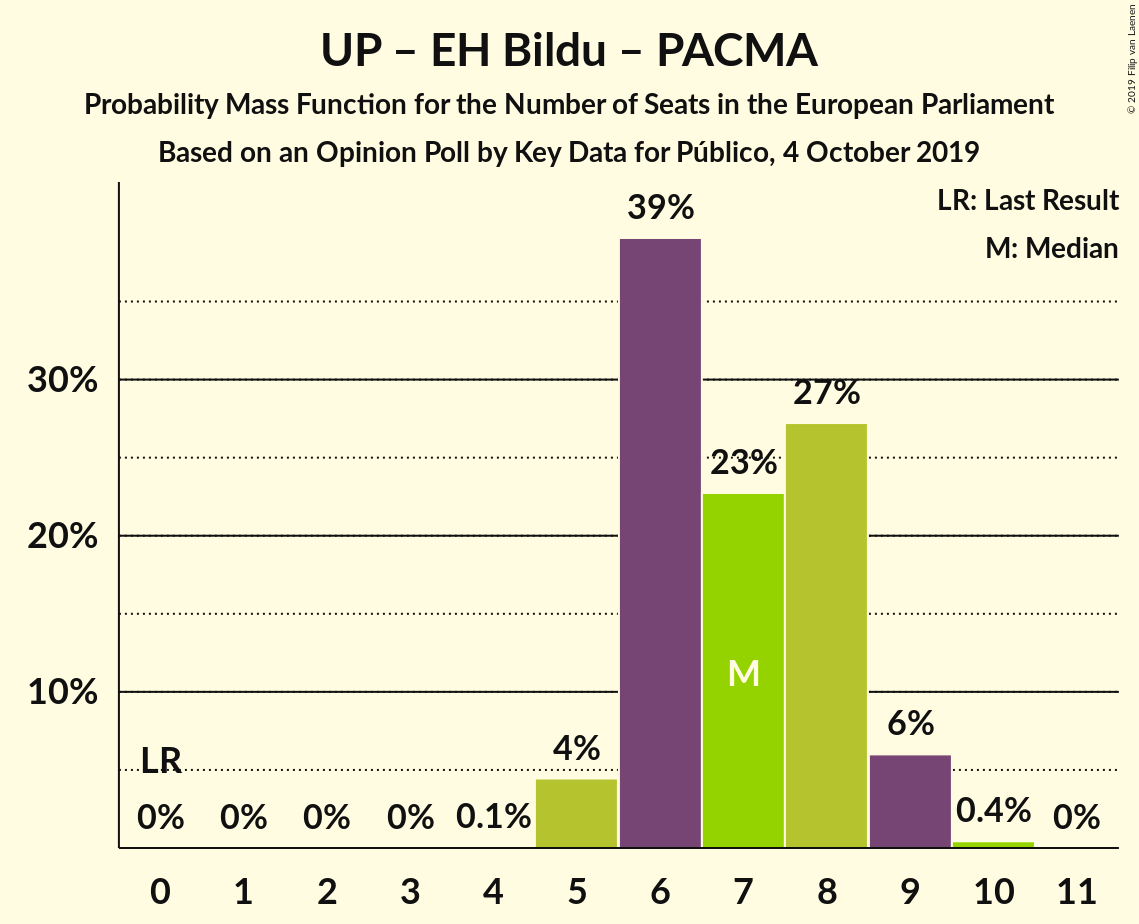 UP – EH Bildu – PACMA
Probability Mass Function for the Number of Seats in the European Parliament
Based on an Opinion Poll by Key Data for Público, 4 October 2019
© 2019 Filip van Laenen
LR: Last Result
M: Median
39%
30%
27%
23%
20%
M
10%
6%
4%
LR
0% 0% 0% 0% 0.1% 0.4% 0%
0 1 2 3 4 5 6 7 8 9 10 11